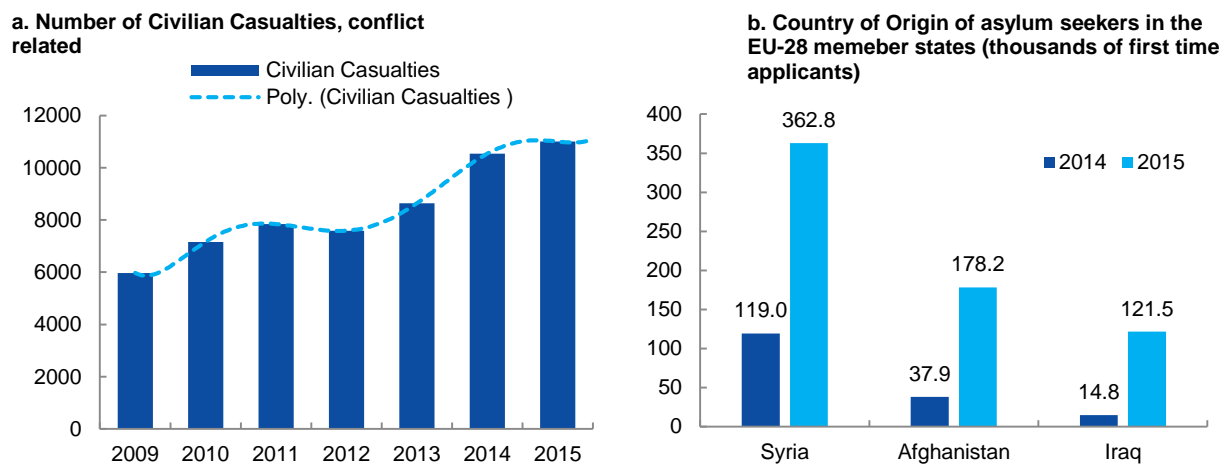 a. Number of Civilian Casualties, conflict
related
Civilian Casualties
Poly. (Civilian Casualties )
12000
10000
8000
6000
4000
2000
0
2009 2010 2011 2012 2013 2014 2015
b. Country of Origin of asylum seekers in the
EU-28 memeber states (thousands of first time
applicants)
400
350
300
250
200
150
100
50
0
2014 2015
119.0
362.8
37.9
178.2
14.8
121.5
Syria Afghanistan Iraq